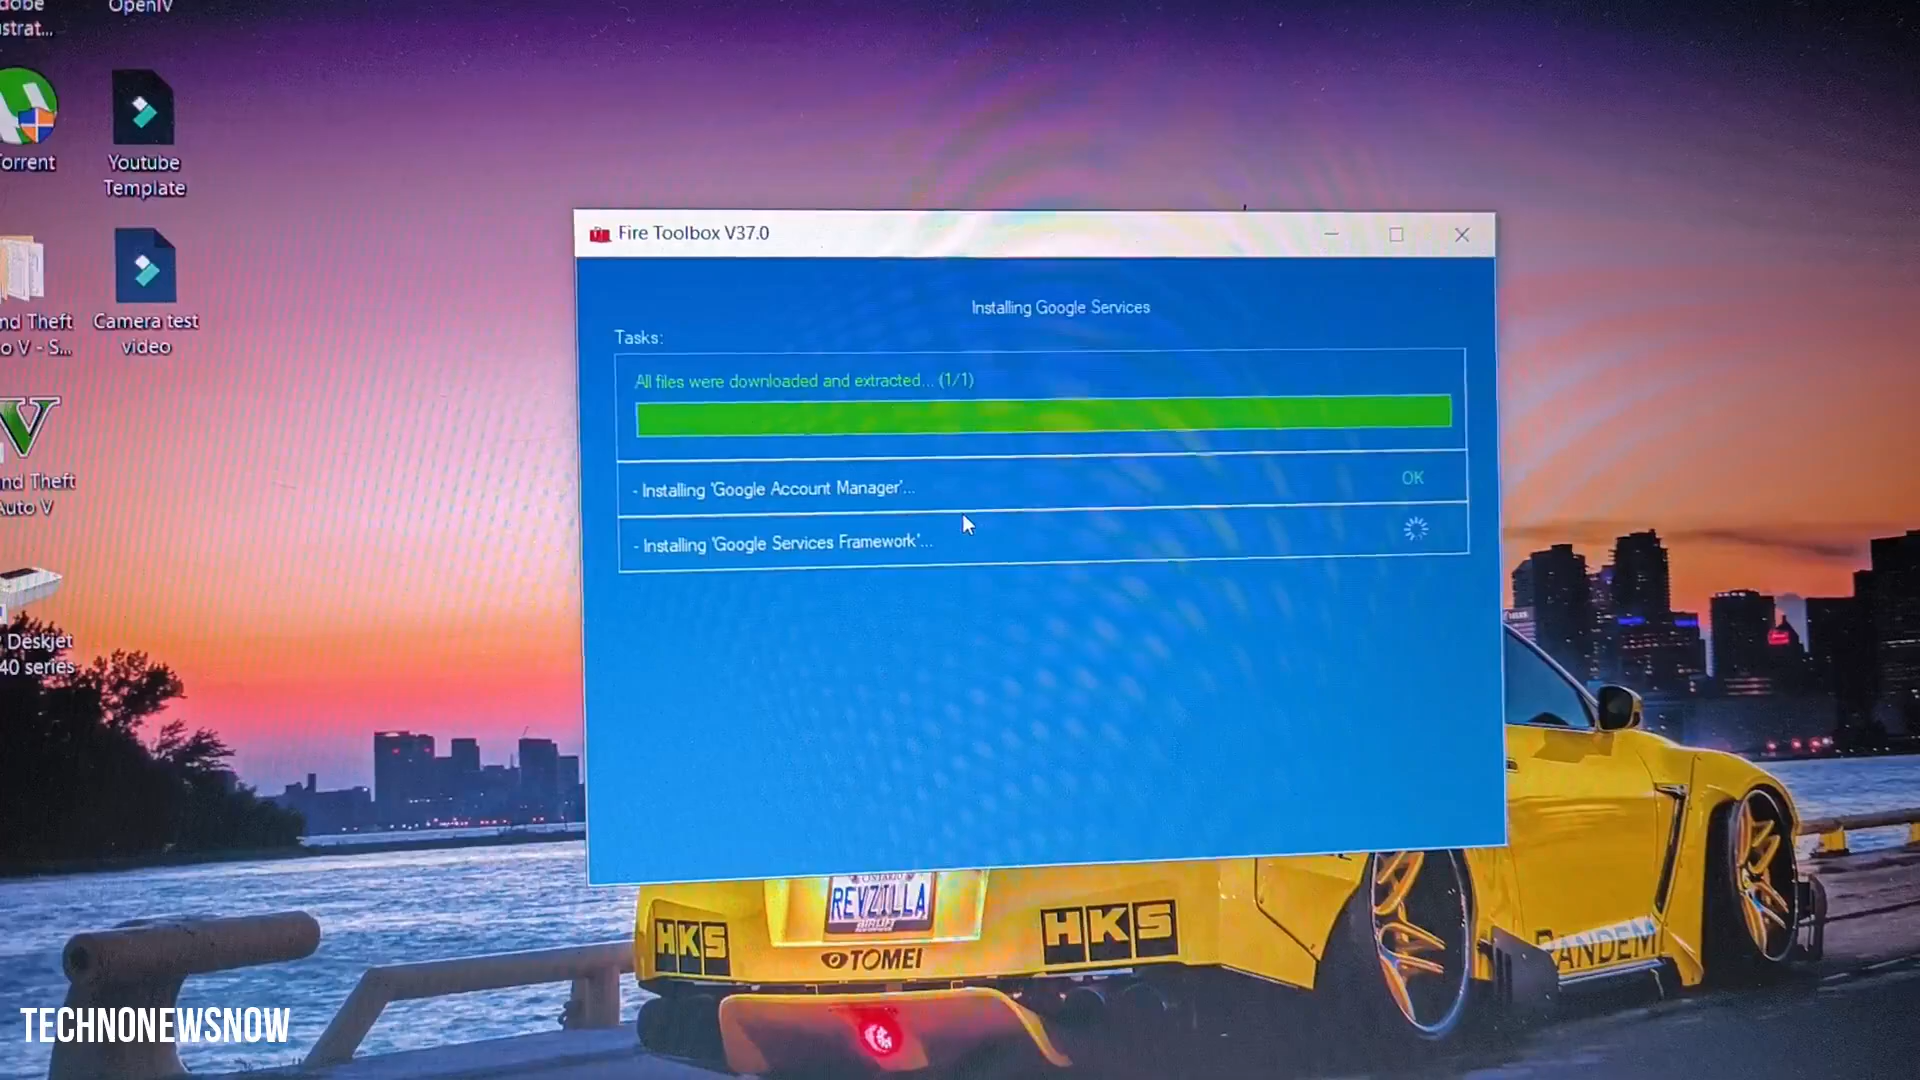 OpenIV
strat...
orrent
Youtube
Template
nd Theft
o V - S...
Camera test
video
nd Theft
Auto V
Deskjet
40 series
Fire Toolbox V37.0
Installing Google Services
Tasks:
All files were downloaded and extracted... (1/1)
- Installing 'Google Account Manager'...
OK
- Installing 'Google Services Framework'...
REVZILLA
HKS
HKS
TOMEI
PANDEM
TECHNONEWSNOW